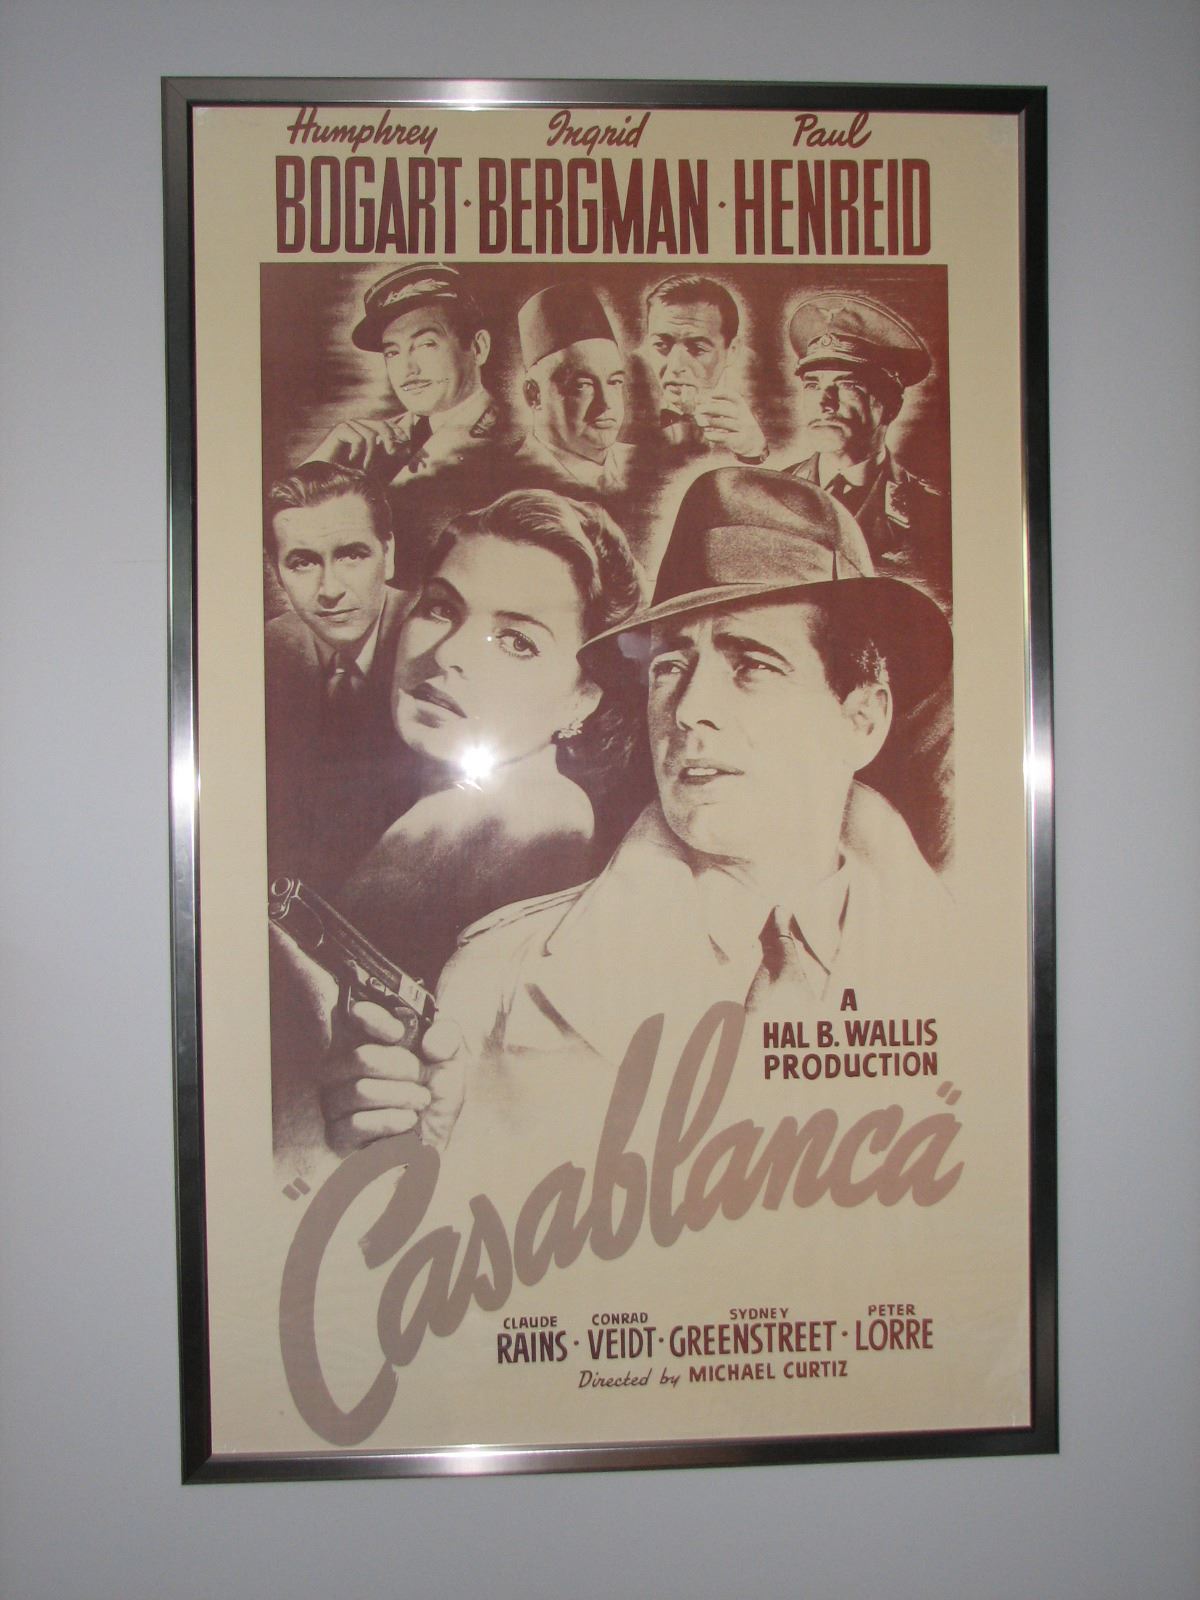 Humphrey Ingrid Paul
BOGART · BERGMAN · HENREID
A
HAL B. WALLIS
PRODUCTION
"Casablanca"
CLAUDE CONRAD SYDNEY PETER
RAINS · VEIDT · GREENSTREET · LORRE
Directed by MICHAEL CURTIZ